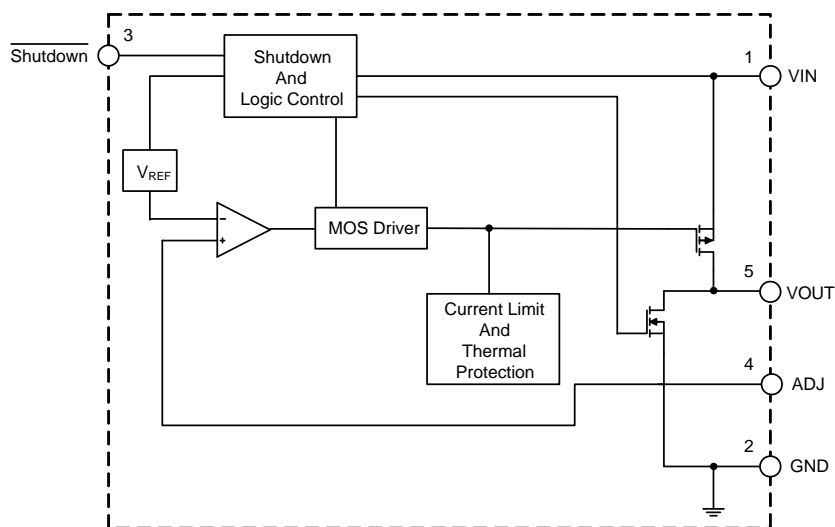 3
Shutdown
Shutdown
And
Logic Control
1
VIN
VREF
−
+
MOS Driver
5
VOUT
Current Limit
And
Thermal
Protection
4
ADJ
2
GND